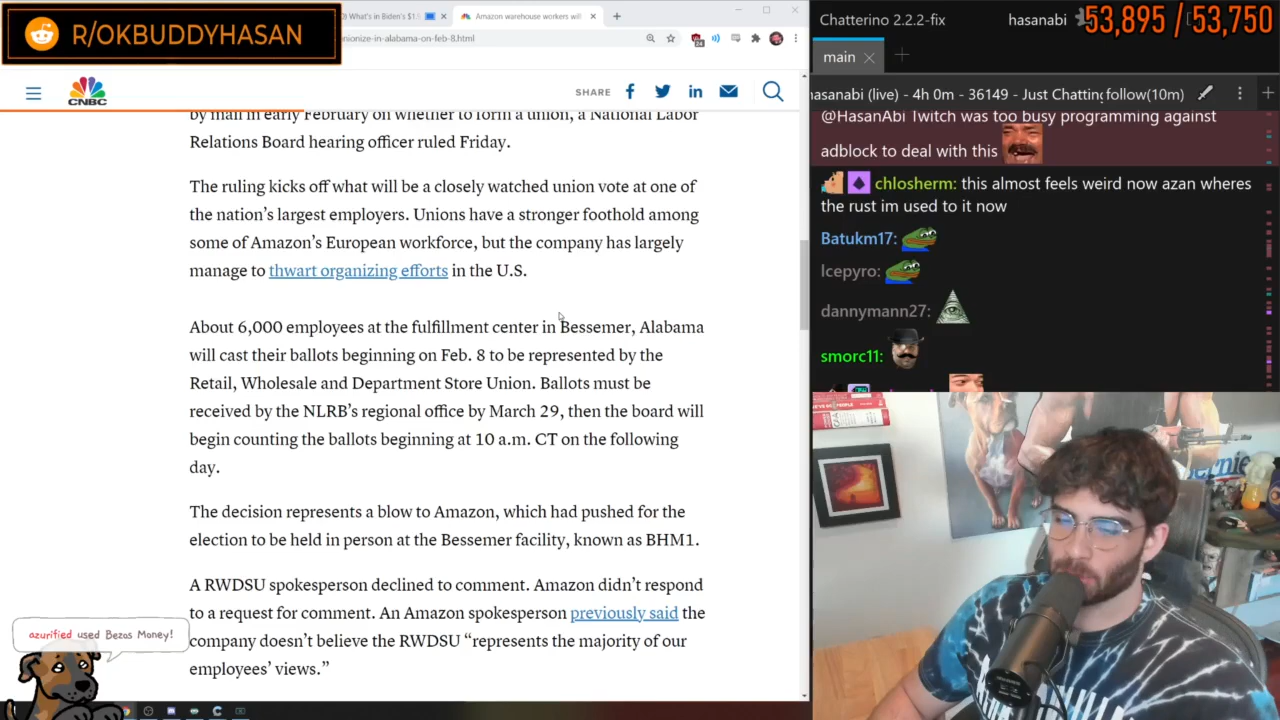 R/OKBUDDYHASAN
) What's in Biden's $1.
Amazon warehouse workers will
nionize-in-alabama-on-feb-8.html
24
CNBC
SHARE
by mail in early February on whether to form a union, a National Labor
Relations Board hearing officer ruled Friday.
The ruling kicks off what will be a closely watched union vote at one of
the nation's largest employers. Unions have a stronger foothold among
some of Amazon's European workforce, but the company has largely
manage to thwart organizing efforts in the U.S.
About 6,000 employees at the fulfillment center in Bessemer, Alabama
will cast their ballots beginning on Feb. 8 to be represented by the
Retail, Wholesale and Department Store Union. Ballots must be
received by the NLRB's regional office by March 29, then the board will
begin counting the ballots beginning at 10 a.m. CT on the following
day.
The decision represents a blow to Amazon, which had pushed for the
election to be held in person at the Bessemer facility, known as BHM1.
A RWDSU spokesperson declined to comment. Amazon didn't respond
to a request for comment. An Amazon spokesperson previously said the
company doesn't believe the RWDSU “represents the majority of our
employees' views.”
azurified used Bezos Money!
Chatterino 2.2.2-fix
hasanabi
53,895 / 53,750
main
hasanabi (live) - 4h 0m - 36149 - Just Chatting
follow(10m)
@HasanAbi Twitch was too busy programming against
adblock to deal with this
chlosherm: this almost feels weird now azan wheres
the rust im used to it now
Batukm17:
Icepyro:
dannymann27:
smorc11:
ernie